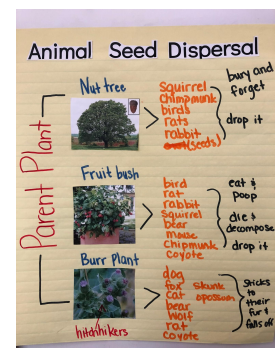 Animal Seed Dispersal
Parent Plant
Nut tree
Squirrel
Chimpmunk
birds
rats
rabbit
(seeds)
bury and
forget
drop it
Fruit bush
bird
rat
rabbit
Squirrel
bear
mouse
Chipmunk
coyote
eat &
poop
die &
decompose
drop it
Burr Plant
hitchhikers
dog
fox skunk
cat opossum
bear
Wolf
rat
coyote
Sticks
to
their
fur &
falls off